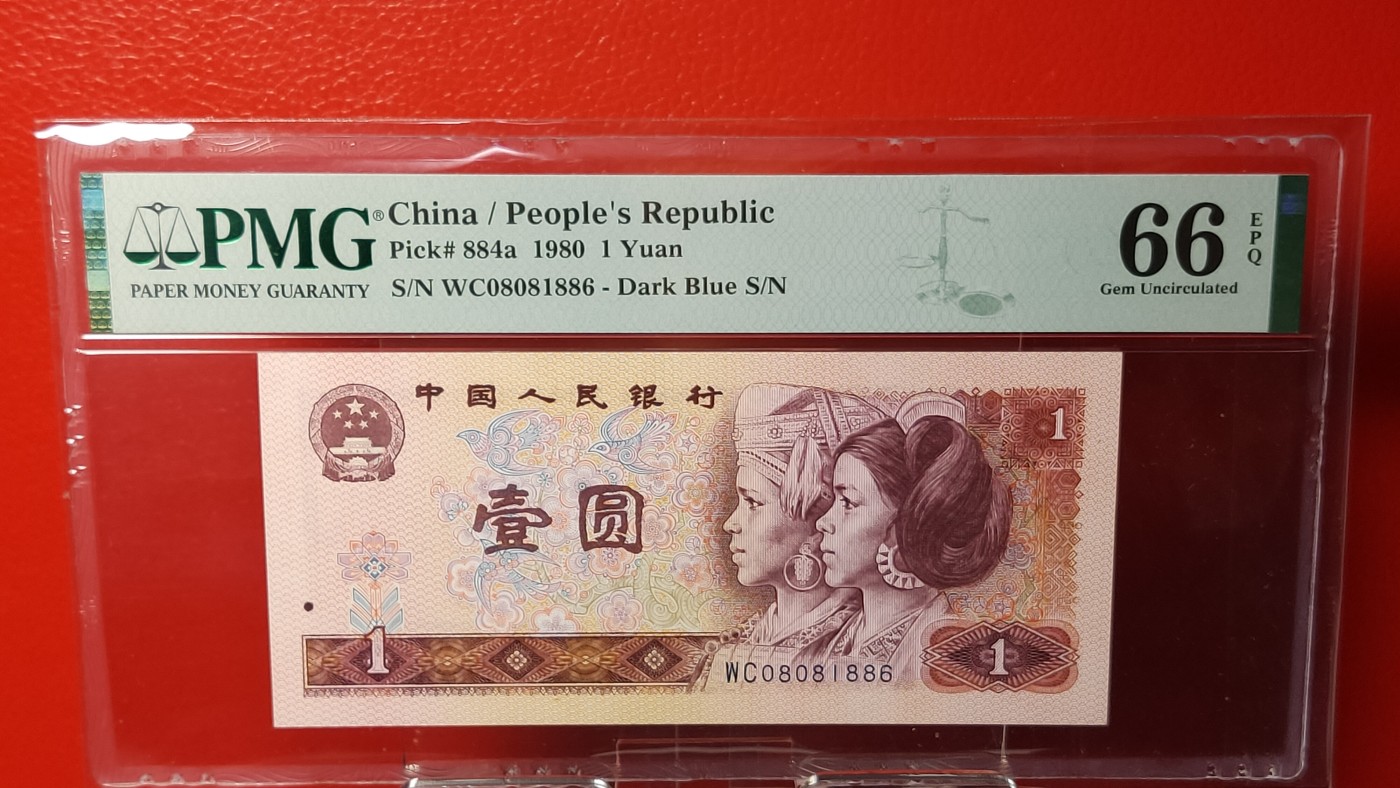 PMG® China / People's Republic
Pick# 884a 1980 1 Yuan
PAPER MONEY GUARANTY
S/N WC08081886 - Dark Blue S/N
66
EPQ
Gem Uncirculated
中国人民银行
1
壹圆
1
WC08081886
1